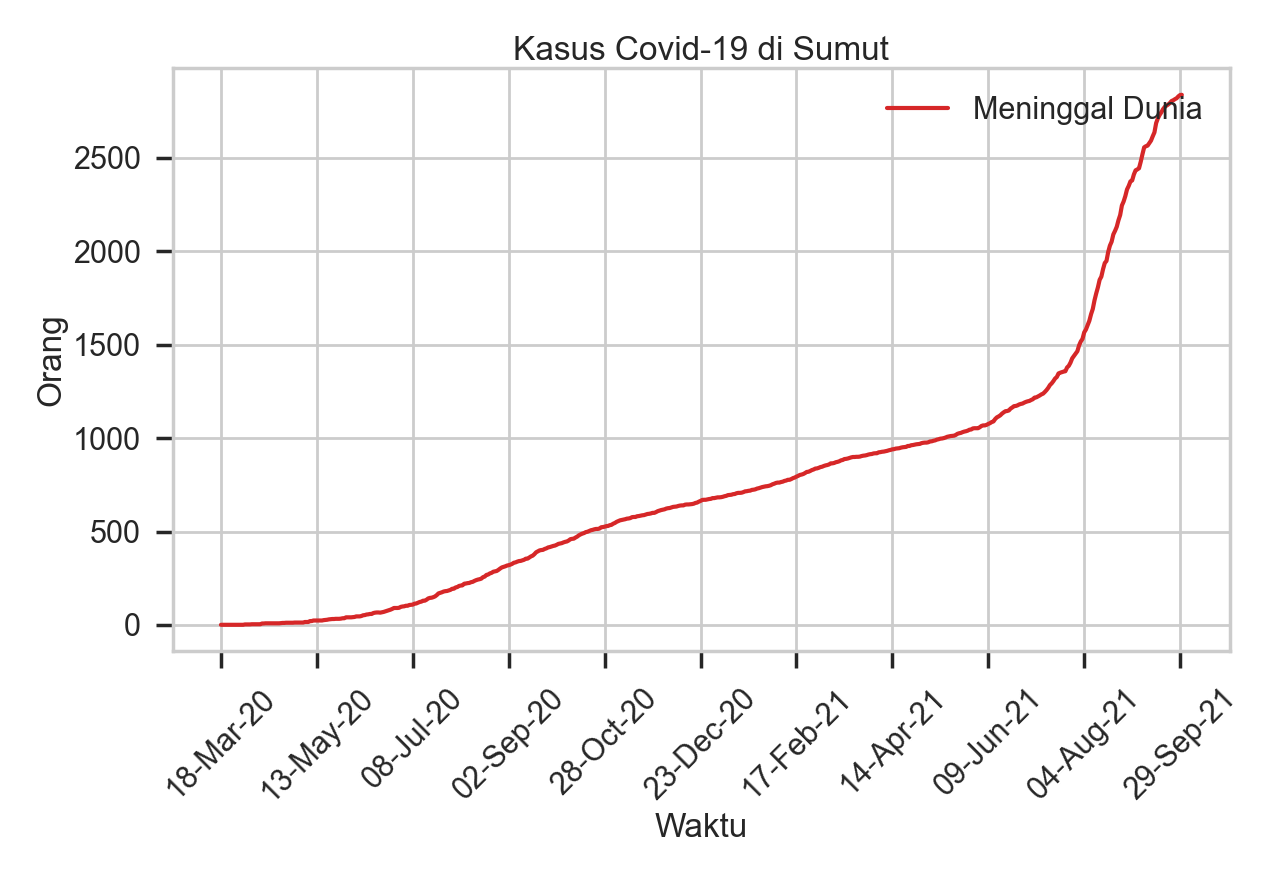 Kasus Covid-19 di Sumut
Meninggal Dunia
Orang
2500
2000
1500
1000
500
0
18-Mar-20
13-May-20
08-Jul-20
02-Sep-20
28-Oct-20
23-Dec-20
17-Feb-21
14-Apr-21
09-Jun-21
04-Aug-21
29-Sep-21
Waktu